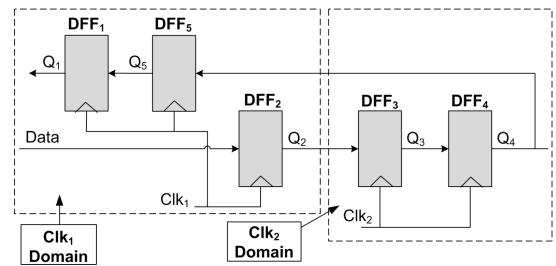 DFF₁ DFF₅
Q₁ Q₅
DFF₂ DFF₃ DFF₄
Data Q₂ Q₃ Q₄
Clk₁
Clk₂
Clk₁
Domain
Clk₂
Domain